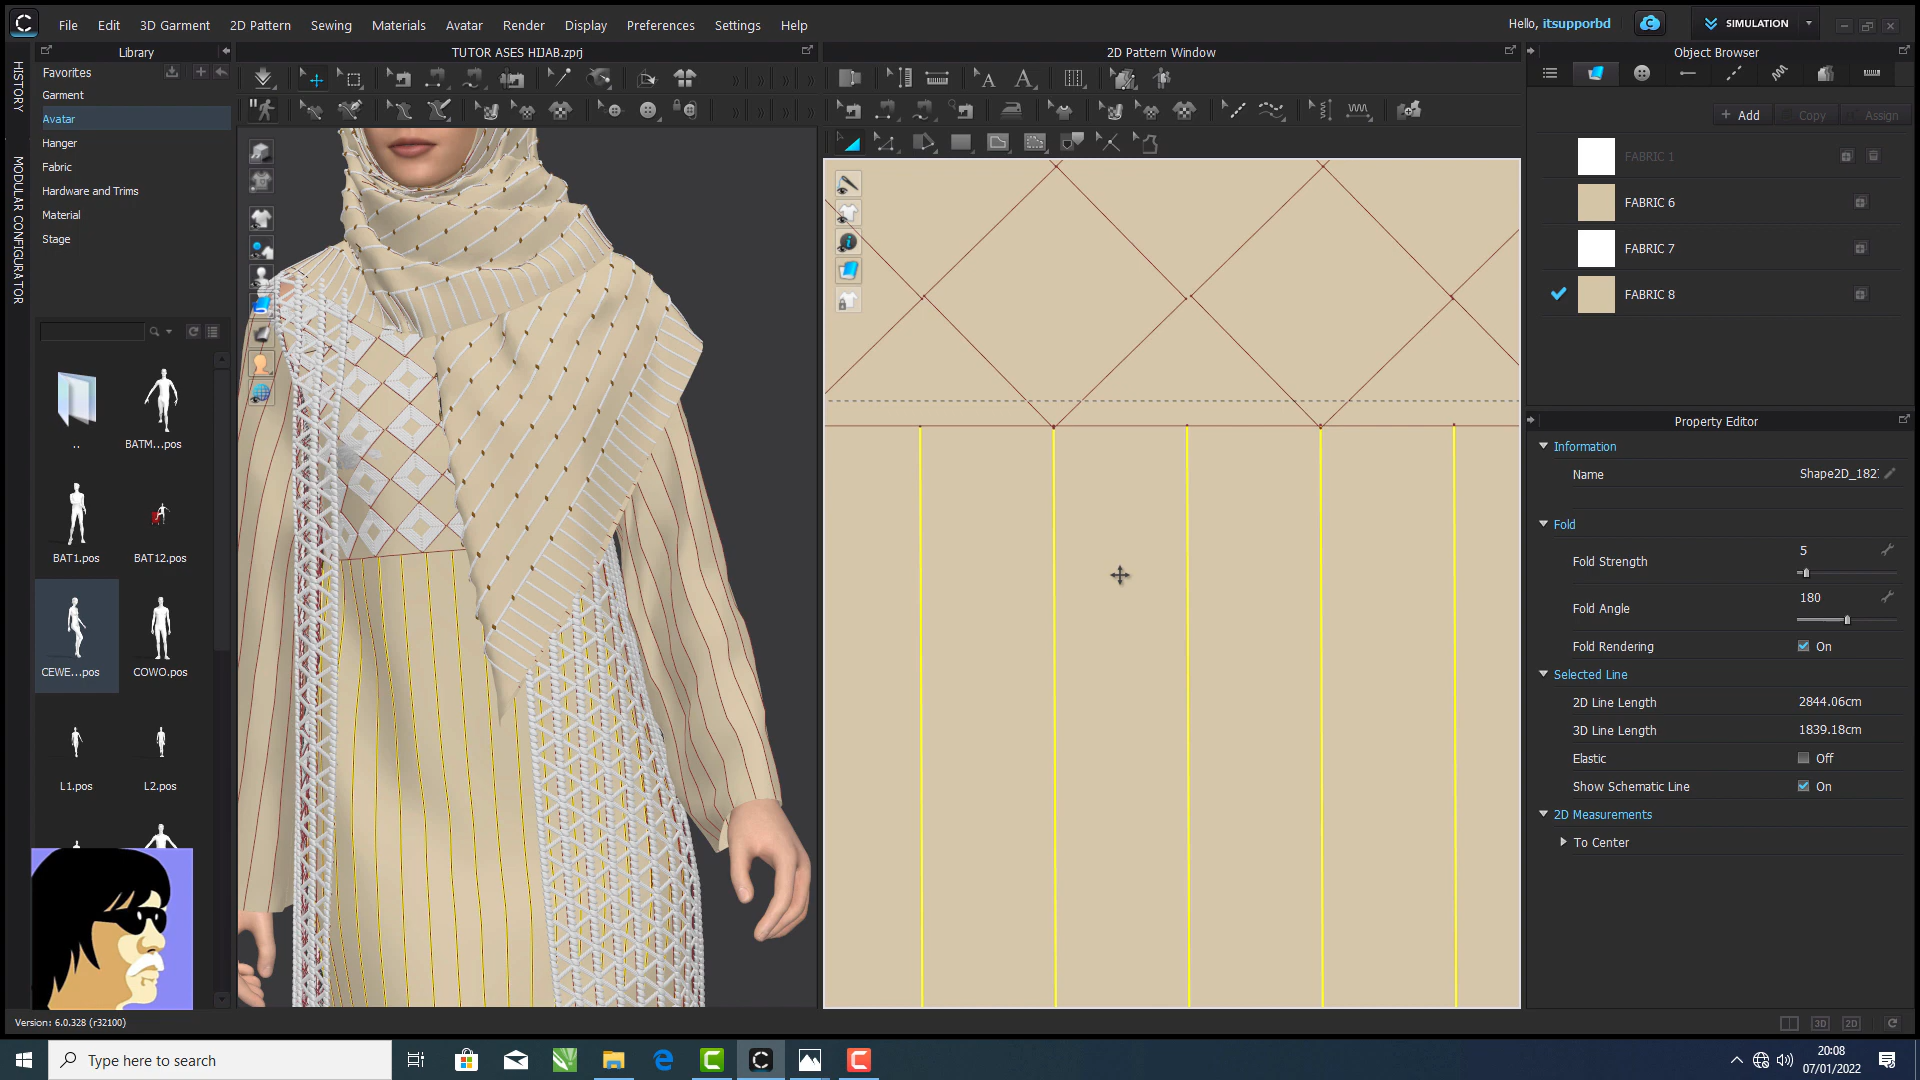 File Edit 3D Garment 2D Pattern Sewing Materials Avatar Render Display Preferences Settings Help
Hello, itsupporbd
SIMULATION
Library
TUTOR ASES HIJAB.zprj
2D Pattern Window
Object Browser
HISTORY
MODULAR CONFIGURATOR
Favorites
Garment
Avatar
Hanger
Fabric
Hardware and Trims
Material
Stage
..
BATM...pos
BAT1.pos
BAT12.pos
CEWE...pos
COWO.pos
L1.pos
L2.pos
+ Add
Copy
Assign
FABRIC 1
FABRIC 6
FABRIC 7
FABRIC 8
Property Editor
Information
Name Shape2D_182
Fold
Fold Strength 5
Fold Angle 180
Fold Rendering On
Selected Line
2D Line Length 2844.06cm
3D Line Length 1839.18cm
Elastic Off
Show Schematic Line On
2D Measurements
To Center
Version: 6.0.328 (r32100)
3D
2D
Type here to search
20:08
07/01/2022